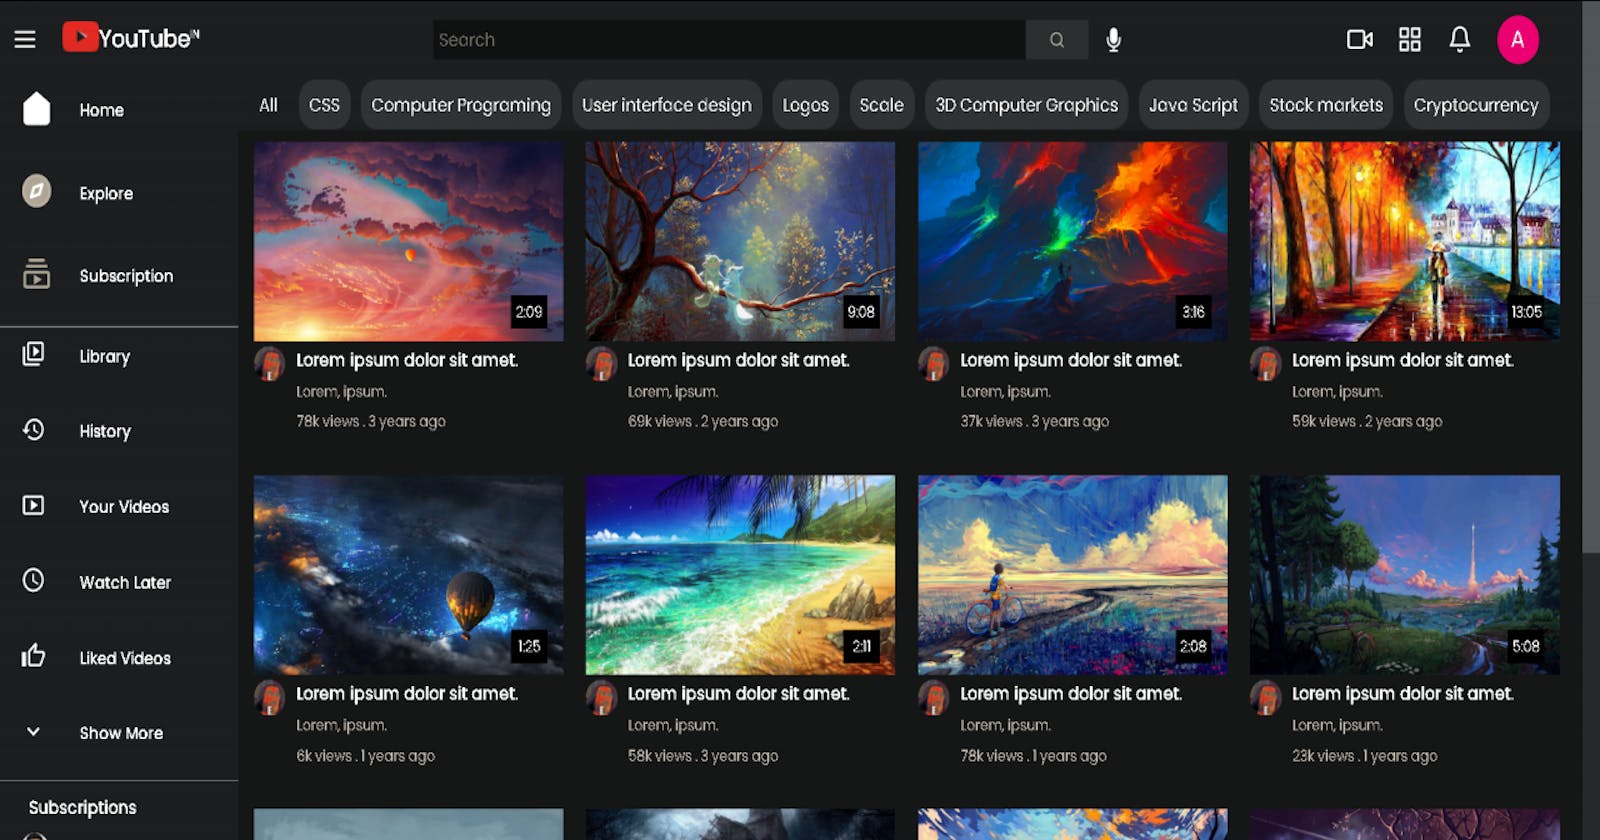 YouTube IN
Search
A
Home
Explore
Subscription
Library
History
Your Videos
Watch Later
Liked Videos
Show More
Subscriptions
All CSS Computer Programing User interface design Logos Scale 3D Computer Graphics Java Script Stock markets Cryptocurrency
2:09 9:08 3:16 13:05
Lorem ipsum dolor sit amet. Lorem ipsum dolor sit amet. Lorem ipsum dolor sit amet. Lorem ipsum dolor sit amet.
Lorem, ipsum. Lorem, ipsum. Lorem, ipsum. Lorem, ipsum.
78k views . 3 years ago 69k views . 2 years ago 37k views . 3 years ago 59k views . 2 years ago
1:25 2:11 2:08 5:08
Lorem ipsum dolor sit amet. Lorem ipsum dolor sit amet. Lorem ipsum dolor sit amet. Lorem ipsum dolor sit amet.
Lorem, ipsum. Lorem, ipsum. Lorem, ipsum. Lorem, ipsum.
6k views . 1 years ago 58k views . 3 years ago 78k views . 1 years ago 23k views . 1 years ago